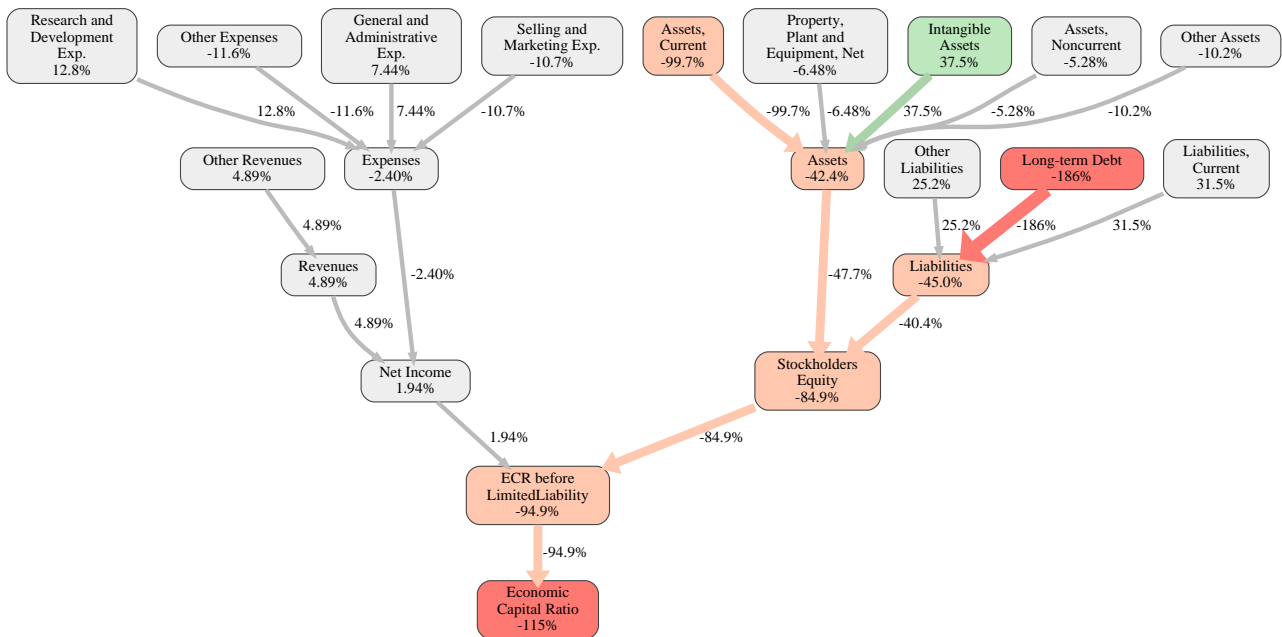 Research and
Development
Exp.
12.8%
Other Expenses
-11.6%
General and
Administrative
Exp.
7.44%
Selling and
Marketing Exp.
-10.7%
Assets,
Current
-99.7%
Property,
Plant and
Equipment, Net
-6.48%
Intangible
Assets
37.5%
Assets,
Noncurrent
-5.28%
Other Assets
-10.2%
12.8%
-11.6%
7.44%
-10.7%
-99.7%
-6.48%
37.5%
-5.28%
-10.2%
Other Revenues
4.89%
Expenses
-2.40%
Assets
-42.4%
Other
Liabilities
25.2%
Long-term Debt
-186%
Liabilities,
Current
31.5%
4.89%
25.2%
-186%
31.5%
Revenues
4.89%
-2.40%
-47.7%
Liabilities
-45.0%
4.89%
-40.4%
Net Income
1.94%
Stockholders
Equity
-84.9%
1.94%
-84.9%
ECR before
LimitedLiability
-94.9%
-94.9%
Economic
Capital Ratio
-115%